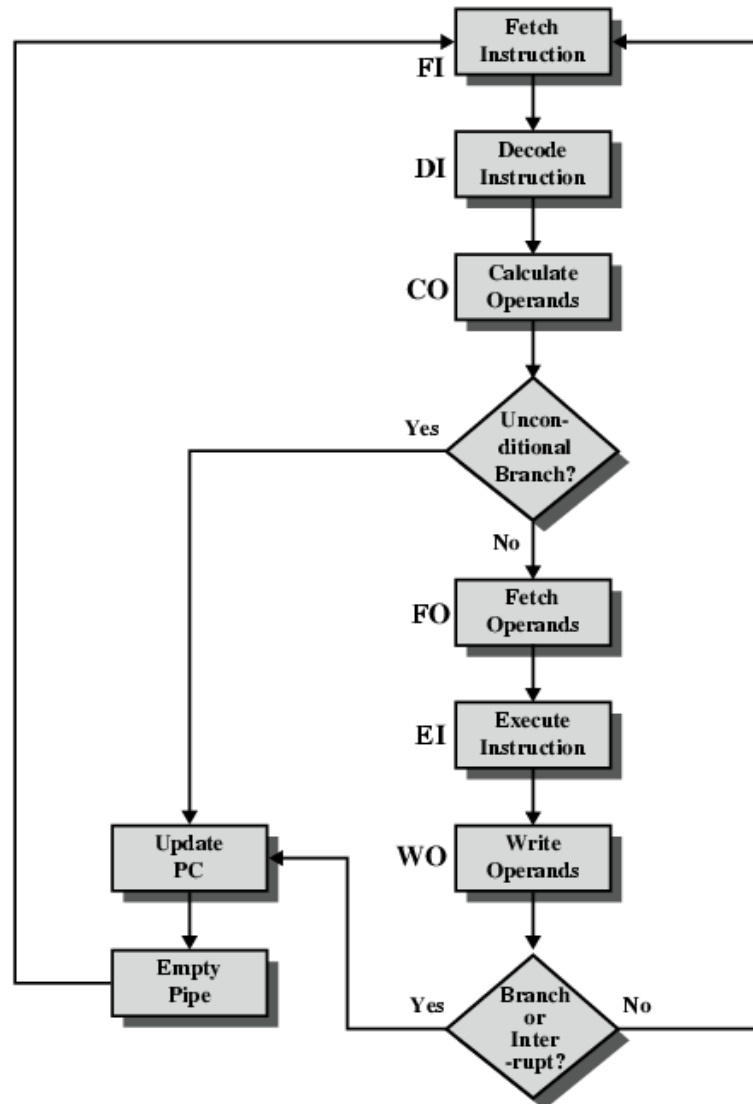 Fetch
Instruction
FI
Decode
DI
Instruction
Calculate
CO
Operands
Yes
Uncon-
ditional
Branch?
No
Fetch
FO
Operands
Execute
EI
Instruction
Update
PC
Write
WO
Operands
Empty
Pipe
Yes
Branch
or
Inter
-rupt?
No